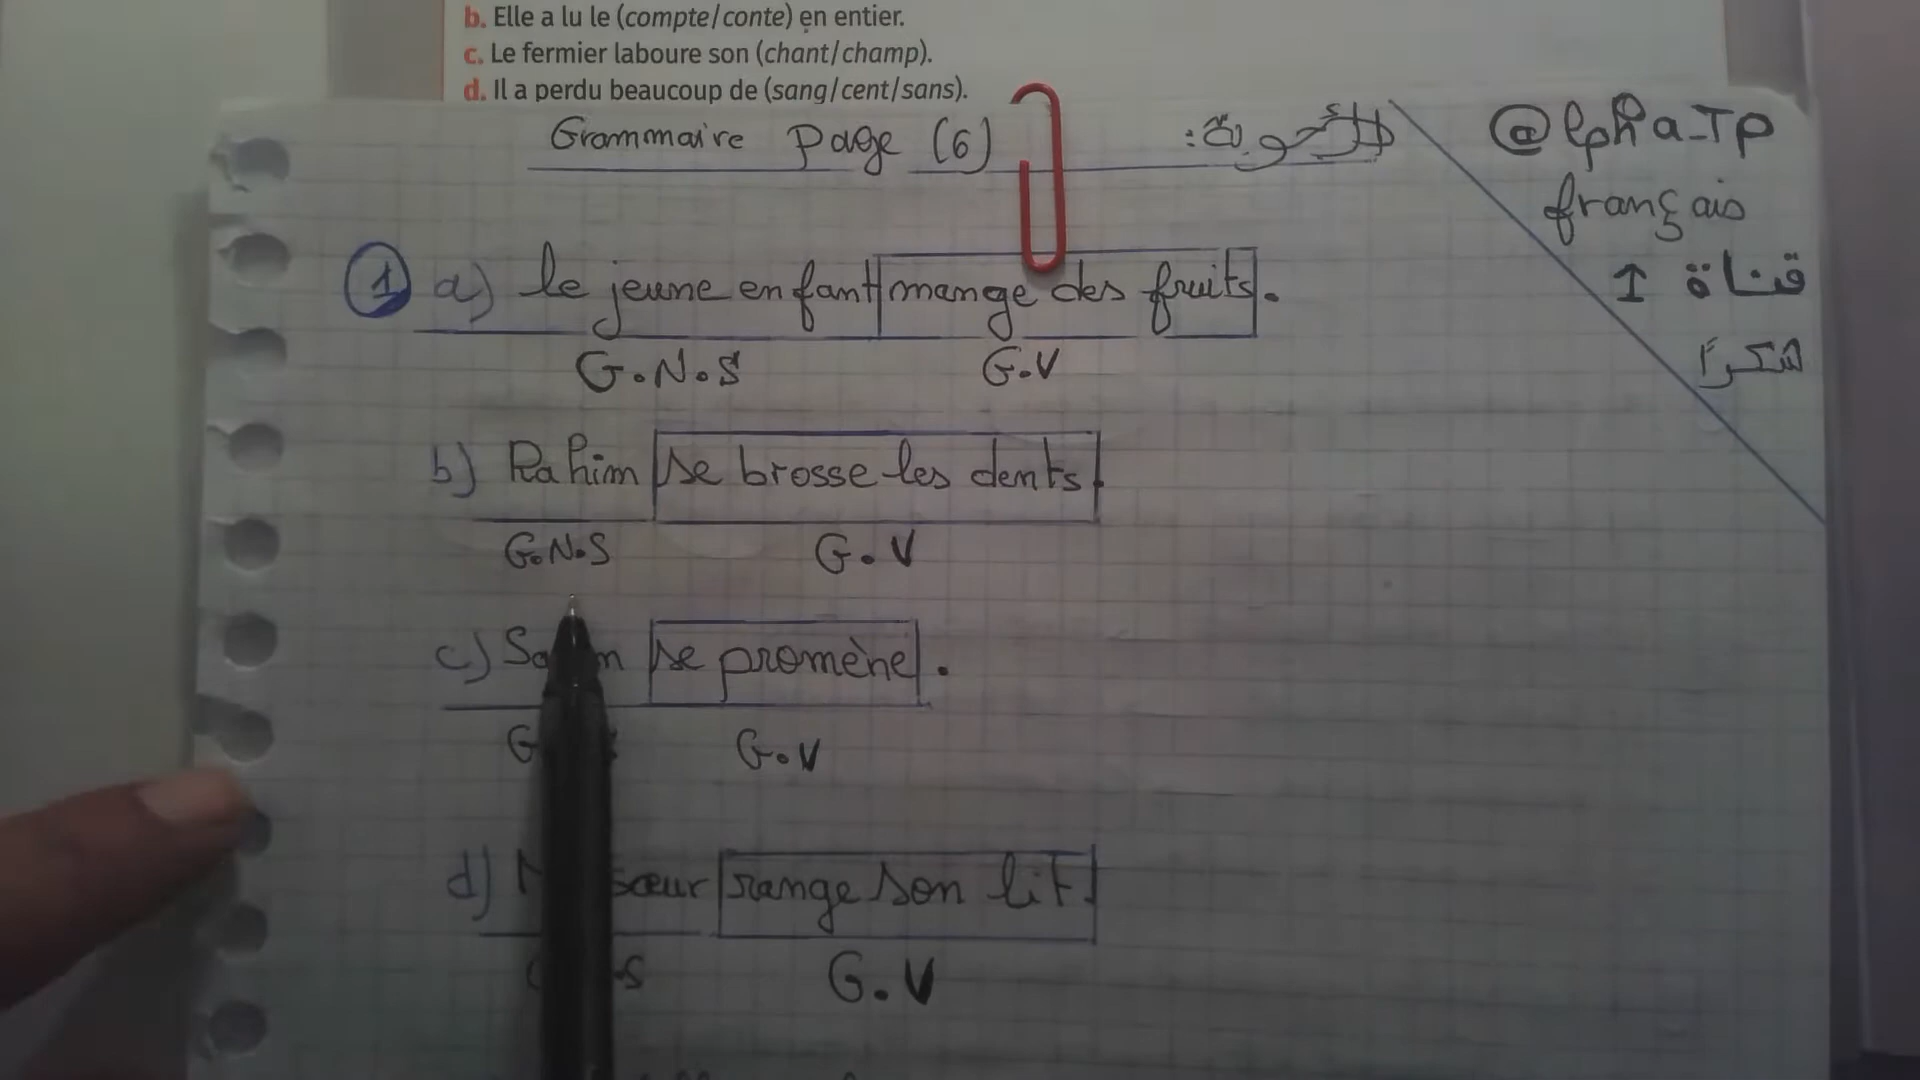 b. Elle a lu le (compte/conte) en entier.
c. Le fermier laboure son (chant/champ).
d. Il a perdu beaucoup de (sang/cent/sans).
Grammaire Page (6) الأجوبة:
@lpha_Tp
français
قناة ↑
شكرا
1 a) le jeune enfant mange des fruits.
G.N.S G.V
b) Rahim se brosse les dents.
G.N.S G.V
c) se promène.
G.V
d) sœur range son lit.
G.V